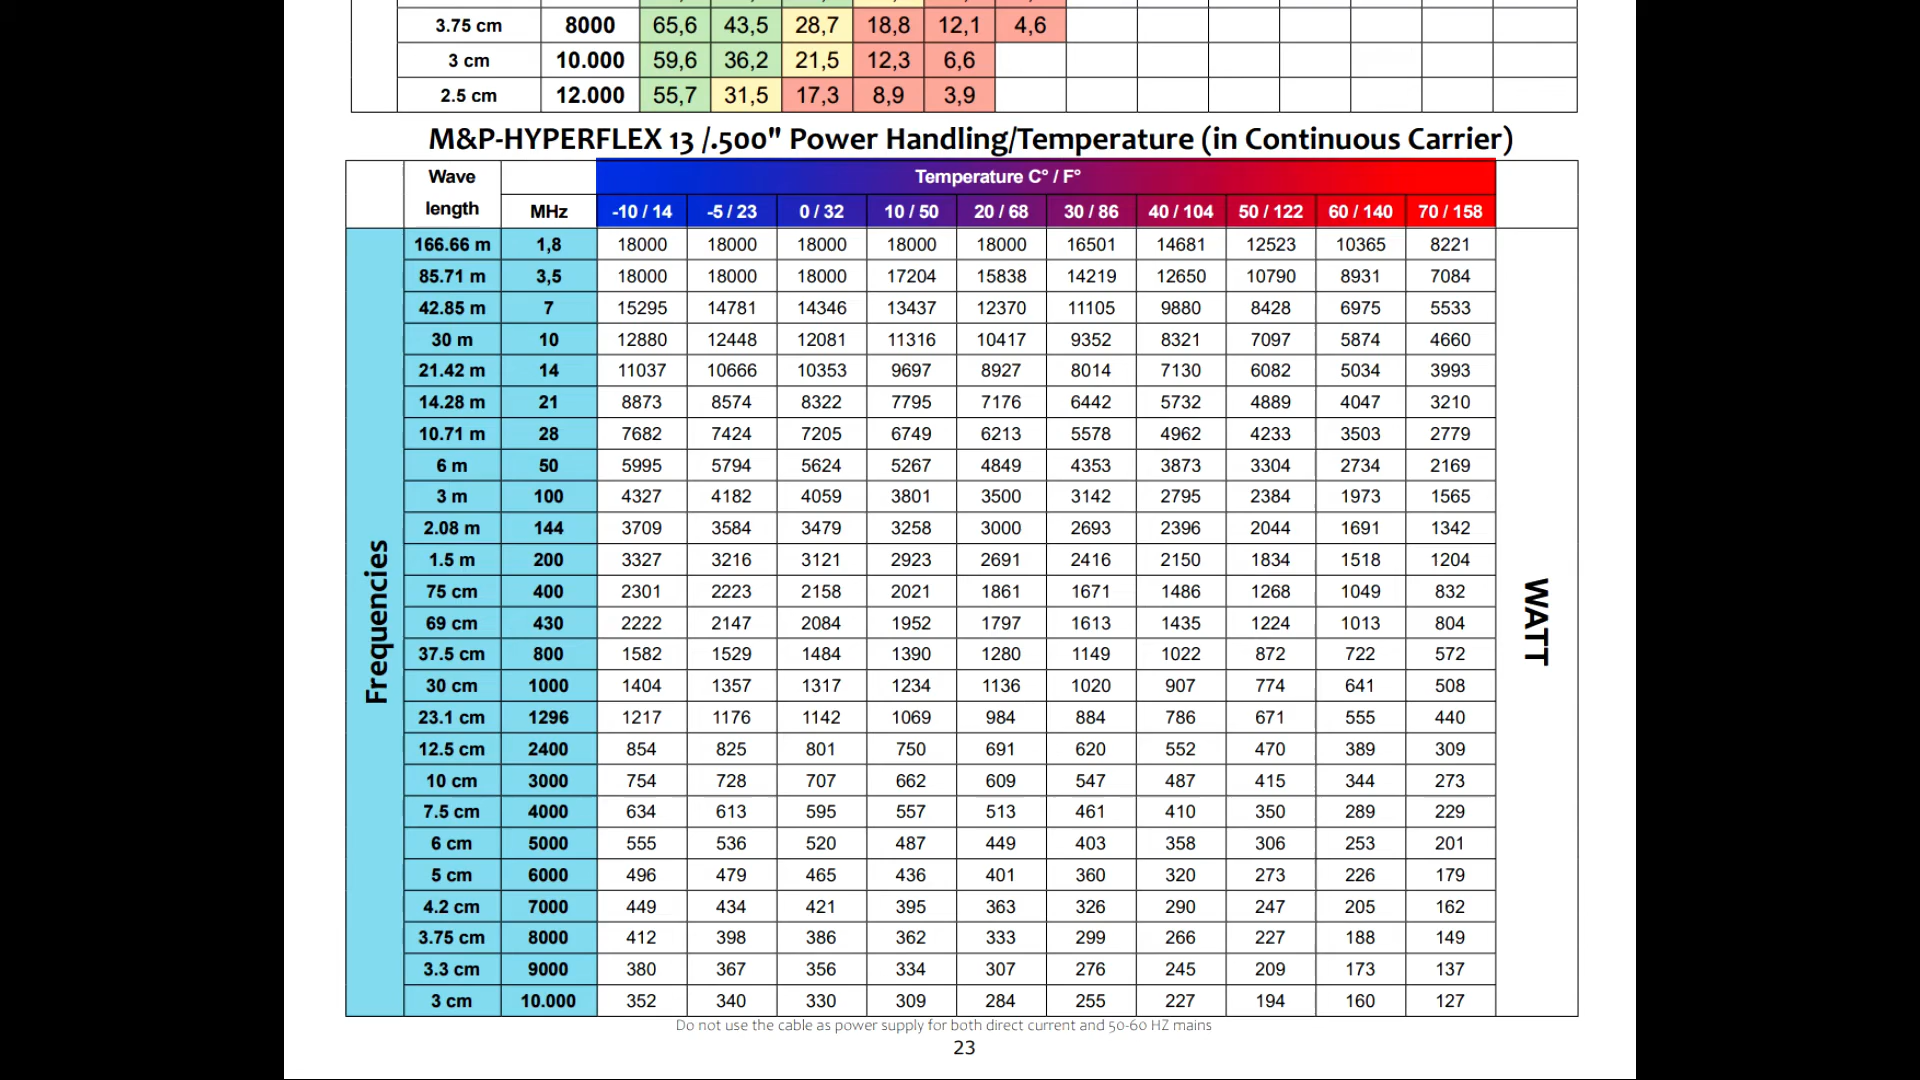 3.75 cm 8000 65,6 43,5 28,7 18,8 12,1 4,6
3 cm 10.000 59,6 36,2 21,5 12,3 6,6
2.5 cm 12.000 55,7 31,5 17,3 8,9 3,9
M&P-HYPERFLEX 13 /.500" Power Handling/Temperature (in Continuous Carrier)
Wave length
Temperature C° / F°
MHz -10 / 14 -5 / 23 0 / 32 10 / 50 20 / 68 30 / 86 40 / 104 50 / 122 60 / 140 70 / 158
Frequencies
166.66 m 1,8 18000 18000 18000 18000 18000 16501 14681 12523 10365 8221
85.71 m 3,5 18000 18000 18000 17204 15838 14219 12650 10790 8931 7084
42.85 m 7 15295 14781 14346 13437 12370 11105 9880 8428 6975 5533
30 m 10 12880 12448 12081 11316 10417 9352 8321 7097 5874 4660
21.42 m 14 11037 10666 10353 9697 8927 8014 7130 6082 5034 3993
14.28 m 21 8873 8574 8322 7795 7176 6442 5732 4889 4047 3210
10.71 m 28 7682 7424 7205 6749 6213 5578 4962 4233 3503 2779
6 m 50 5995 5794 5624 5267 4849 4353 3873 3304 2734 2169
3 m 100 4327 4182 4059 3801 3500 3142 2795 2384 1973 1565
2.08 m 144 3709 3584 3479 3258 3000 2693 2396 2044 1691 1342
1.5 m 200 3327 3216 3121 2923 2691 2416 2150 1834 1518 1204
75 cm 400 2301 2223 2158 2021 1861 1671 1486 1268 1049 832
69 cm 430 2222 2147 2084 1952 1797 1613 1435 1224 1013 804
37.5 cm 800 1582 1529 1484 1390 1280 1149 1022 872 722 572
30 cm 1000 1404 1357 1317 1234 1136 1020 907 774 641 508
23.1 cm 1296 1217 1176 1142 1069 984 884 786 671 555 440
12.5 cm 2400 854 825 801 750 691 620 552 470 389 309
10 cm 3000 754 728 707 662 609 547 487 415 344 273
7.5 cm 4000 634 613 595 557 513 461 410 350 289 229
6 cm 5000 555 536 520 487 449 403 358 306 253 201
5 cm 6000 496 479 465 436 401 360 320 273 226 179
4.2 cm 7000 449 434 421 395 363 326 290 247 205 162
3.75 cm 8000 412 398 386 362 333 299 266 227 188 149
3.3 cm 9000 380 367 356 334 307 276 245 209 173 137
3 cm 10.000 352 340 330 309 284 255 227 194 160 127
WATT
Do not use the cable as power supply for both direct current and 50-60 HZ mains
23